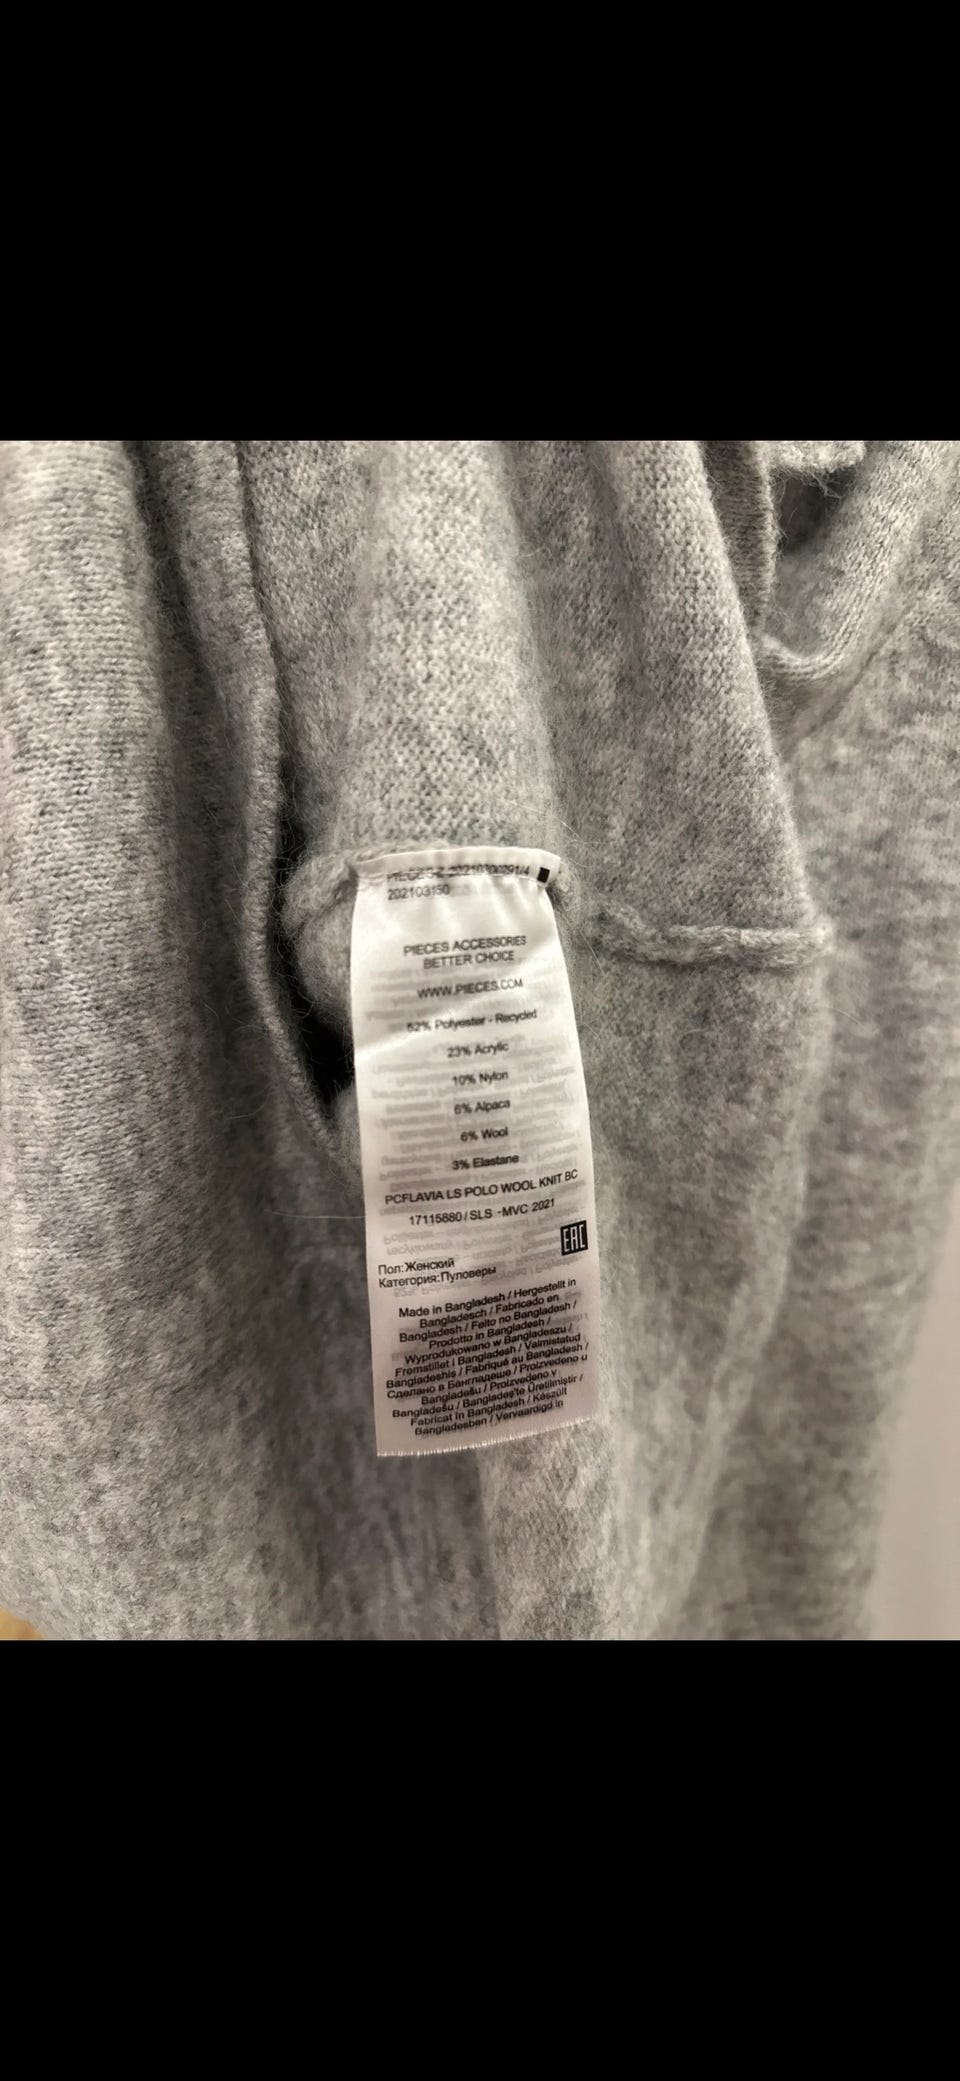 202103150
PIECES ACCESSORIES
BETTER CHOICE
WWW.PIECES.COM
52% Polyester - Recycled
23% Acrylic
10% Nylon
6% Alpaca
6% Wool
3% Elastane
PCFLAVIA LS POLO WOOL KNIT BC
17115880 / SLS - MVC 2021
EAC
Пол:Женский
Категория:Пуловеры
Made in Bangladesh / Hergestellt in
Bangladesch / Fabricado en
Bangladesh / Feito no Bangladesh /
Prodotto in Bangladesh /
Wyprodukowano w Bangladeszu /
Fremstillet i Bangladesh / Valmistatud
Bangladeshis / Fabriqué au Bangladesh /
Сделано в Бангладеше / Proizvedeno u
Bangladešu / Proizvedeno v
Bangladešu / Bangladeş'te Üretilmiştir /
Fabricat în Bangladesh / Készült
Bangladesben / Vervaardigd in